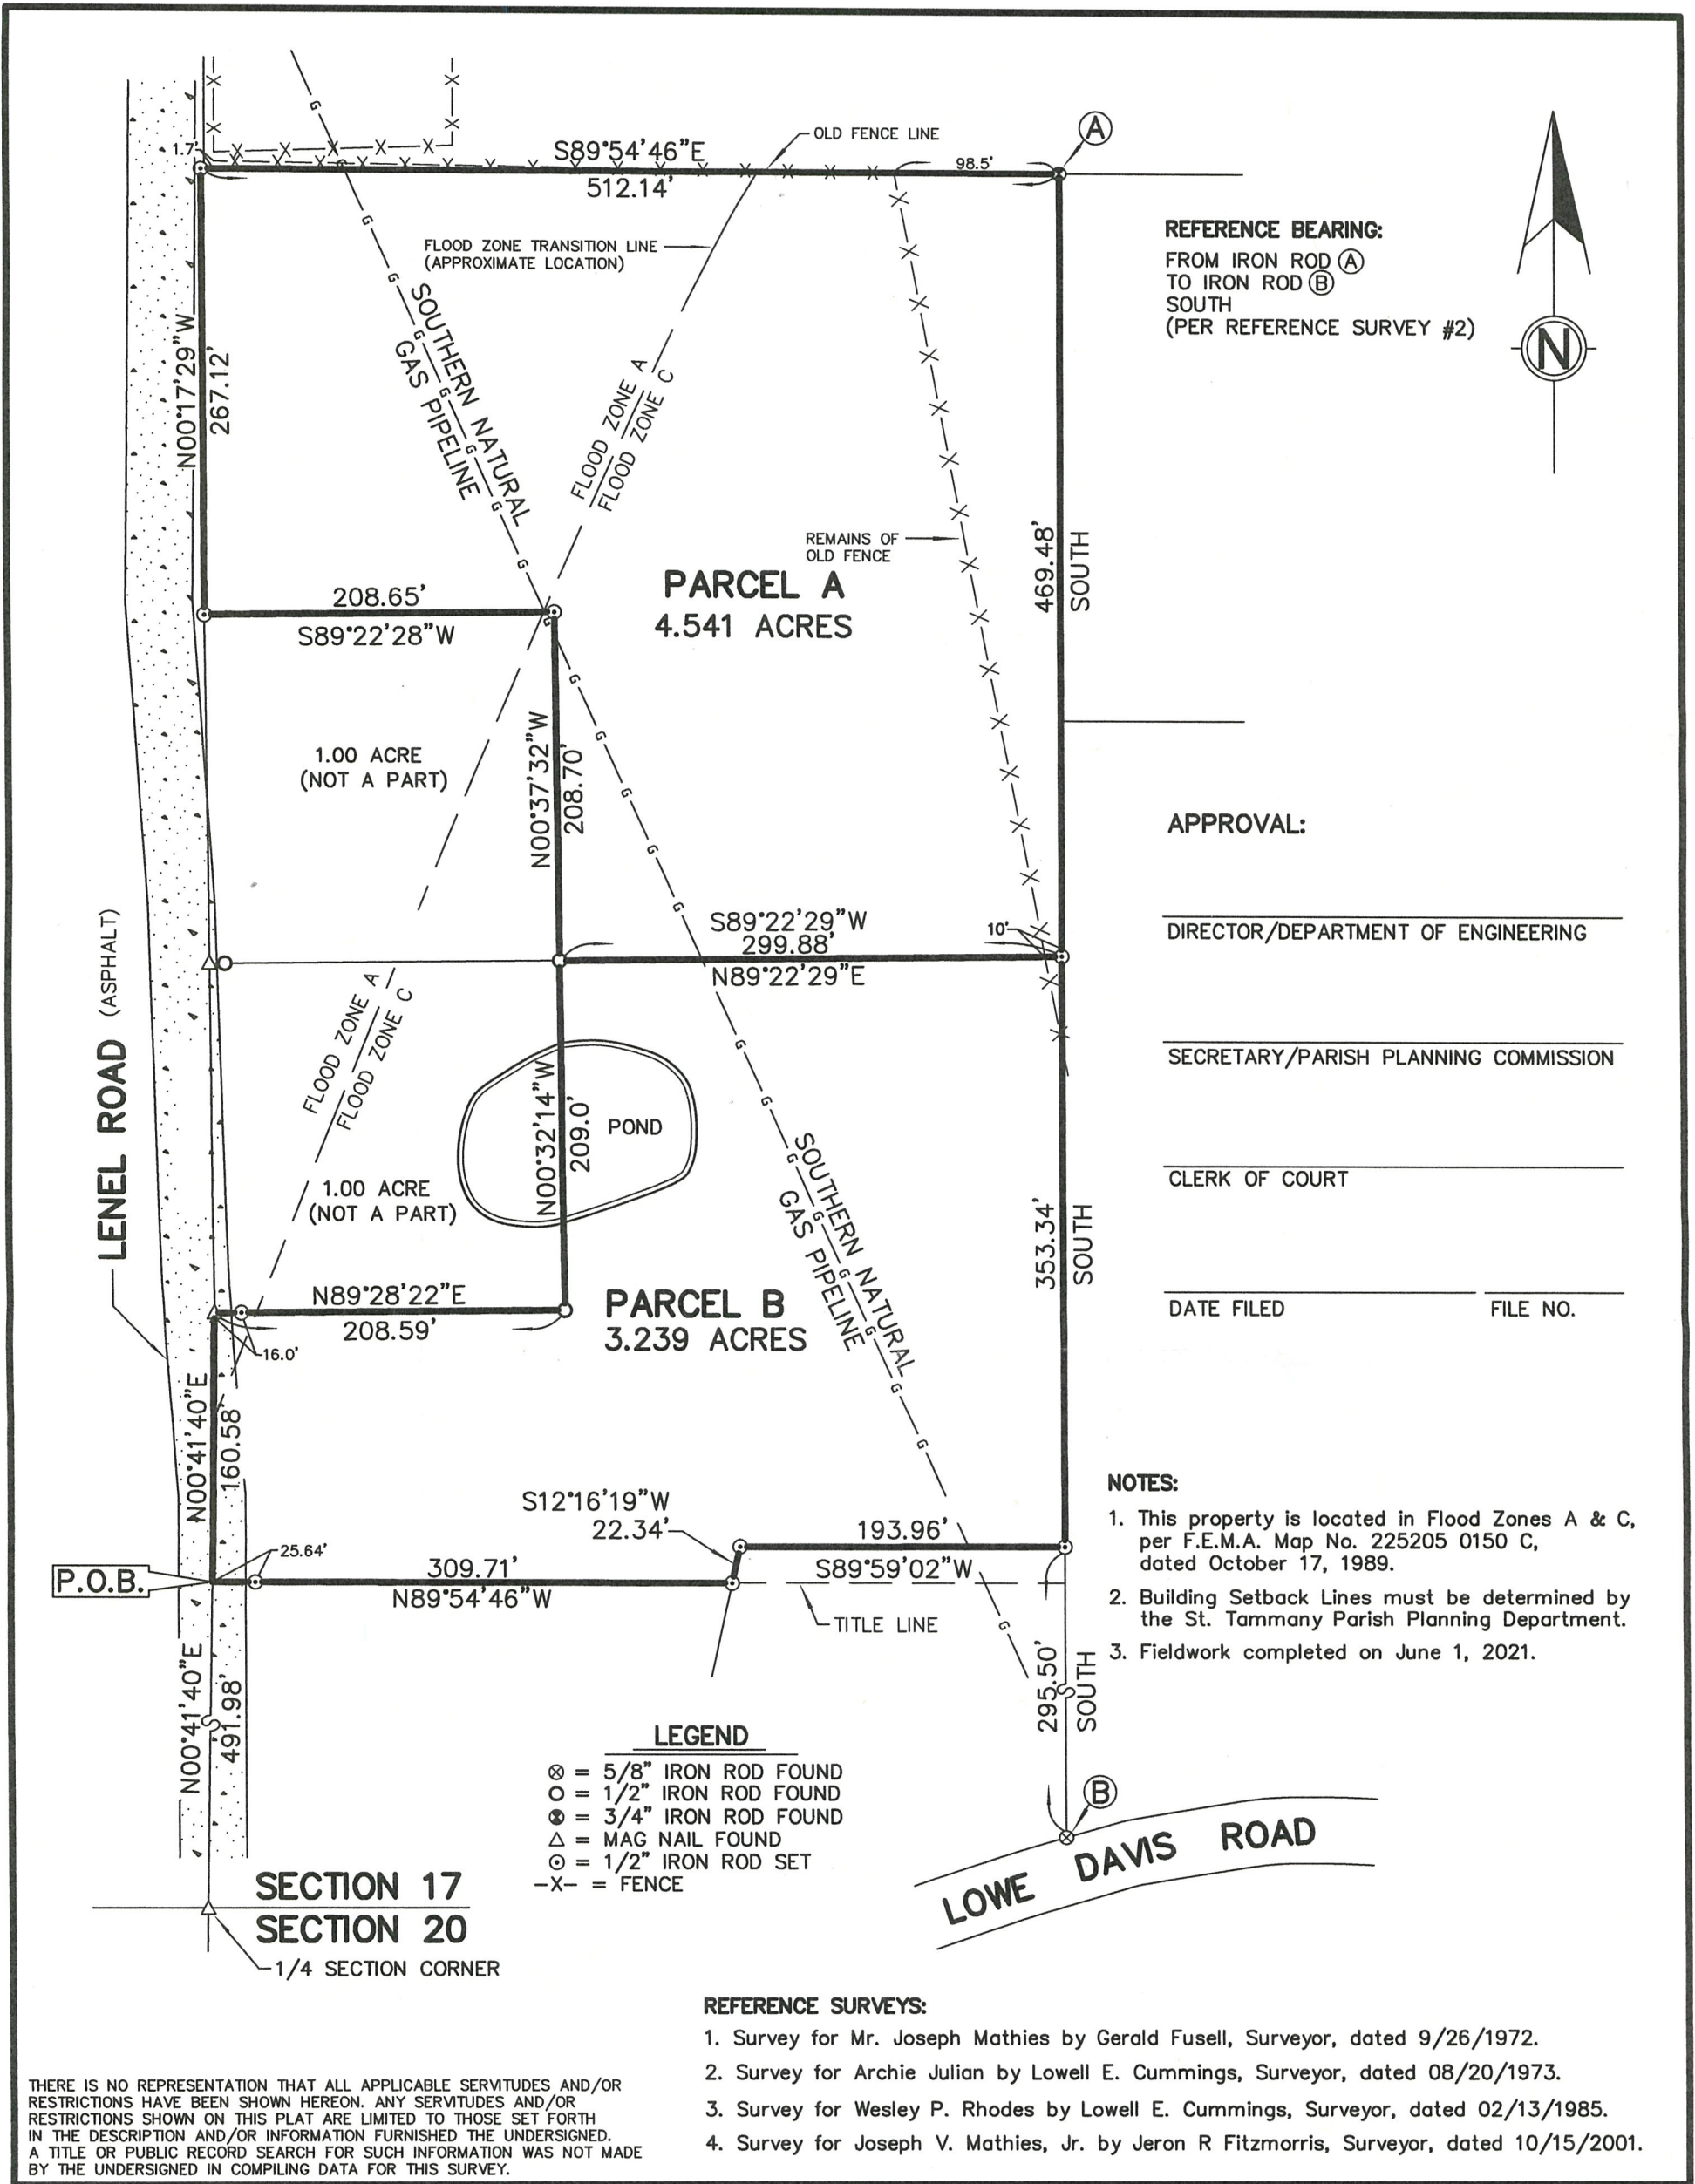 1.7'
S89°54'46"E
512.14'
OLD FENCE LINE
98.5'
A
REFERENCE BEARING:
FROM IRON ROD A
TO IRON ROD B
SOUTH
(PER REFERENCE SURVEY #2)
N
FLOOD ZONE TRANSITION LINE
(APPROXIMATE LOCATION)
N00°17'29"W
267.12'
SOUTHERN NATURAL
GAS PIPELINE
FLOOD ZONE A
FLOOD ZONE C
REMAINS OF
OLD FENCE
469.48'
SOUTH
PARCEL A
4.541 ACRES
208.65'
S89°22'28"W
1.00 ACRE
(NOT A PART)
N00°37'32"W
208.70'
APPROVAL:
DIRECTOR/DEPARTMENT OF ENGINEERING
SECRETARY/PARISH PLANNING COMMISSION
CLERK OF COURT
DATE FILED
FILE NO.
S89°22'29"W
299.88'
N89°22'29"E
10'
LENEL ROAD (ASPHALT)
FLOOD ZONE A
FLOOD ZONE C
N00°32'14"W
209.0'
POND
1.00 ACRE
(NOT A PART)
SOUTHERN NATURAL
GAS PIPELINE
353.34'
SOUTH
N89°28'22"E
208.59'
16.0'
PARCEL B
3.239 ACRES
N00°41'40"E
160.58'
S12°16'19"W
22.34'
193.96'
S89°59'02"W
25.64'
309.71'
N89°54'46"W
P.O.B.
TITLE LINE
NOTES:
1. This property is located in Flood Zones A & C,
per F.E.M.A. Map No. 225205 0150 C,
dated October 17, 1989.
2. Building Setback Lines must be determined by
the St. Tammany Parish Planning Department.
3. Fieldwork completed on June 1, 2021.
N00°41'40"E
491.98'
295.50'
SOUTH
B
LEGEND
⊗ = 5/8" IRON ROD FOUND
O = 1/2" IRON ROD FOUND
⊗ = 3/4" IRON ROD FOUND
△ = MAG NAIL FOUND
⊙ = 1/2" IRON ROD SET
-X- = FENCE
LOWE DAVIS ROAD
SECTION 17
SECTION 20
1/4 SECTION CORNER
REFERENCE SURVEYS:
1. Survey for Mr. Joseph Mathies by Gerald Fusell, Surveyor, dated 9/26/1972.
2. Survey for Archie Julian by Lowell E. Cummings, Surveyor, dated 08/20/1973.
3. Survey for Wesley P. Rhodes by Lowell E. Cummings, Surveyor, dated 02/13/1985.
4. Survey for Joseph V. Mathies, Jr. by Jeron R Fitzmorris, Surveyor, dated 10/15/2001.
THERE IS NO REPRESENTATION THAT ALL APPLICABLE SERVITUDES AND/OR
RESTRICTIONS HAVE BEEN SHOWN HEREON. ANY SERVITUDES AND/OR
RESTRICTIONS SHOWN ON THIS PLAT ARE LIMITED TO THOSE SET FORTH
IN THE DESCRIPTION AND/OR INFORMATION FURNISHED THE UNDERSIGNED.
A TITLE OR PUBLIC RECORD SEARCH FOR SUCH INFORMATION WAS NOT MADE
BY THE UNDERSIGNED IN COMPILING DATA FOR THIS SURVEY.